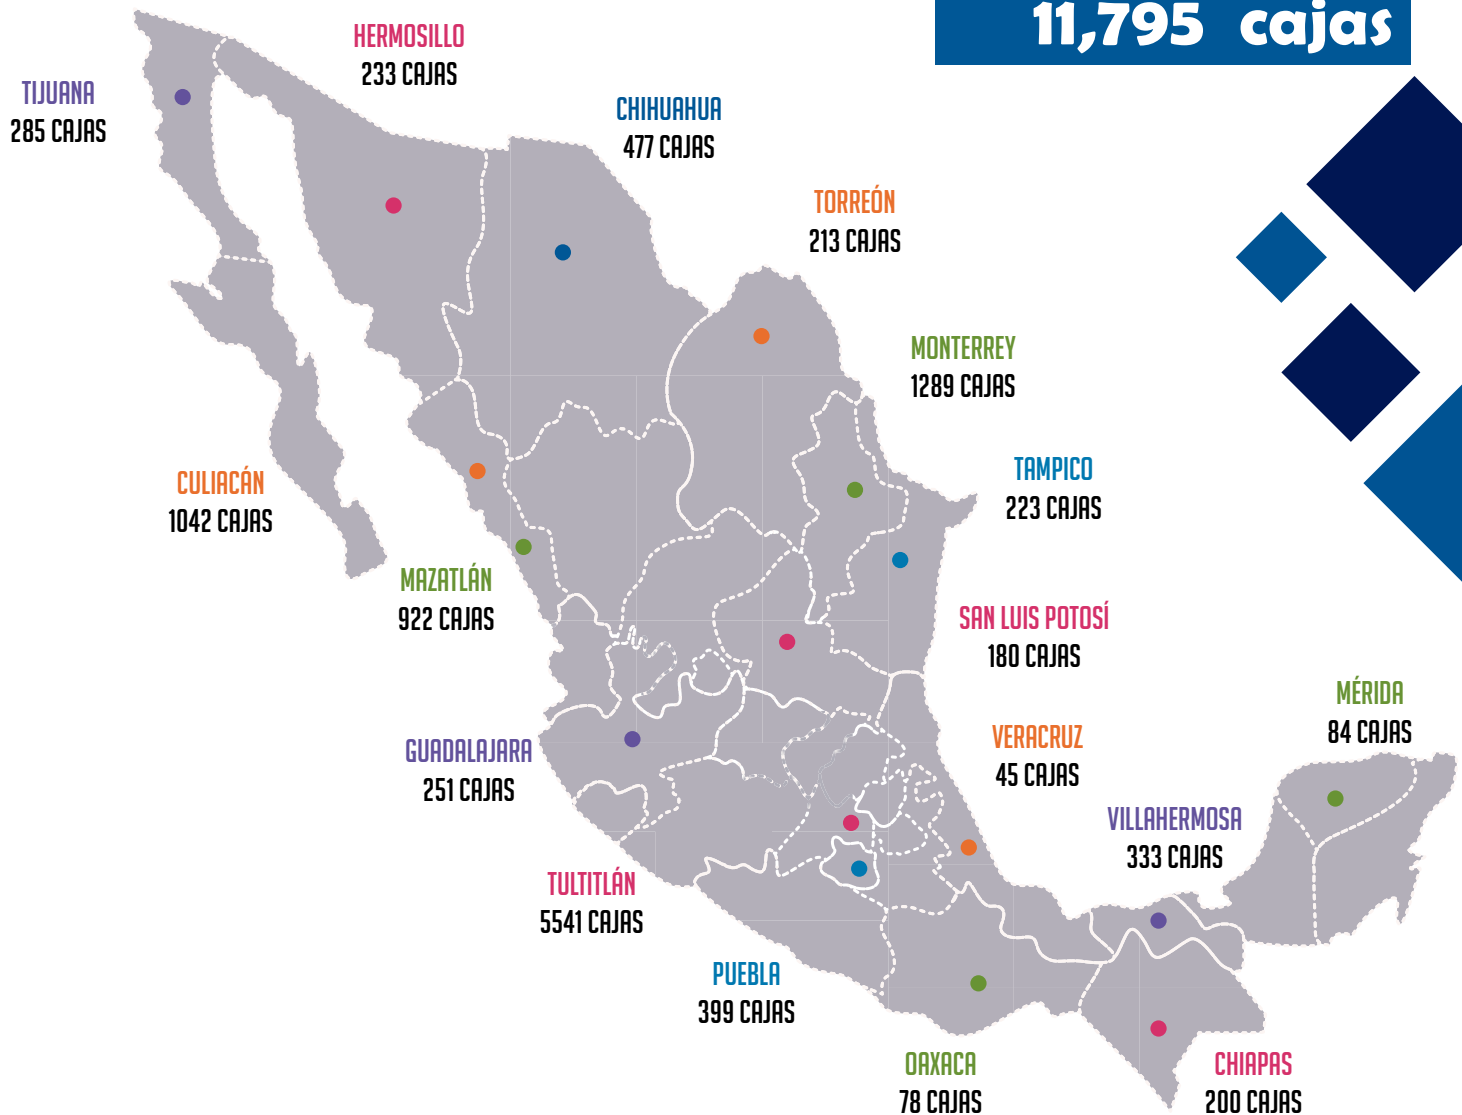 11,795 cajas
HERMOSILLO
233 CAJAS
TIJUANA
285 CAJAS
CHIHUAHUA
477 CAJAS
TORREÓN
213 CAJAS
MONTERREY
1289 CAJAS
TAMPICO
223 CAJAS
CULIACÁN
1042 CAJAS
MAZATLÁN
922 CAJAS
SAN LUIS POTOSÍ
180 CAJAS
MÉRIDA
84 CAJAS
VERACRUZ
45 CAJAS
GUADALAJARA
251 CAJAS
VILLAHERMOSA
333 CAJAS
TULTITLÁN
5541 CAJAS
PUEBLA
399 CAJAS
OAXACA
78 CAJAS
CHIAPAS
200 CAJAS